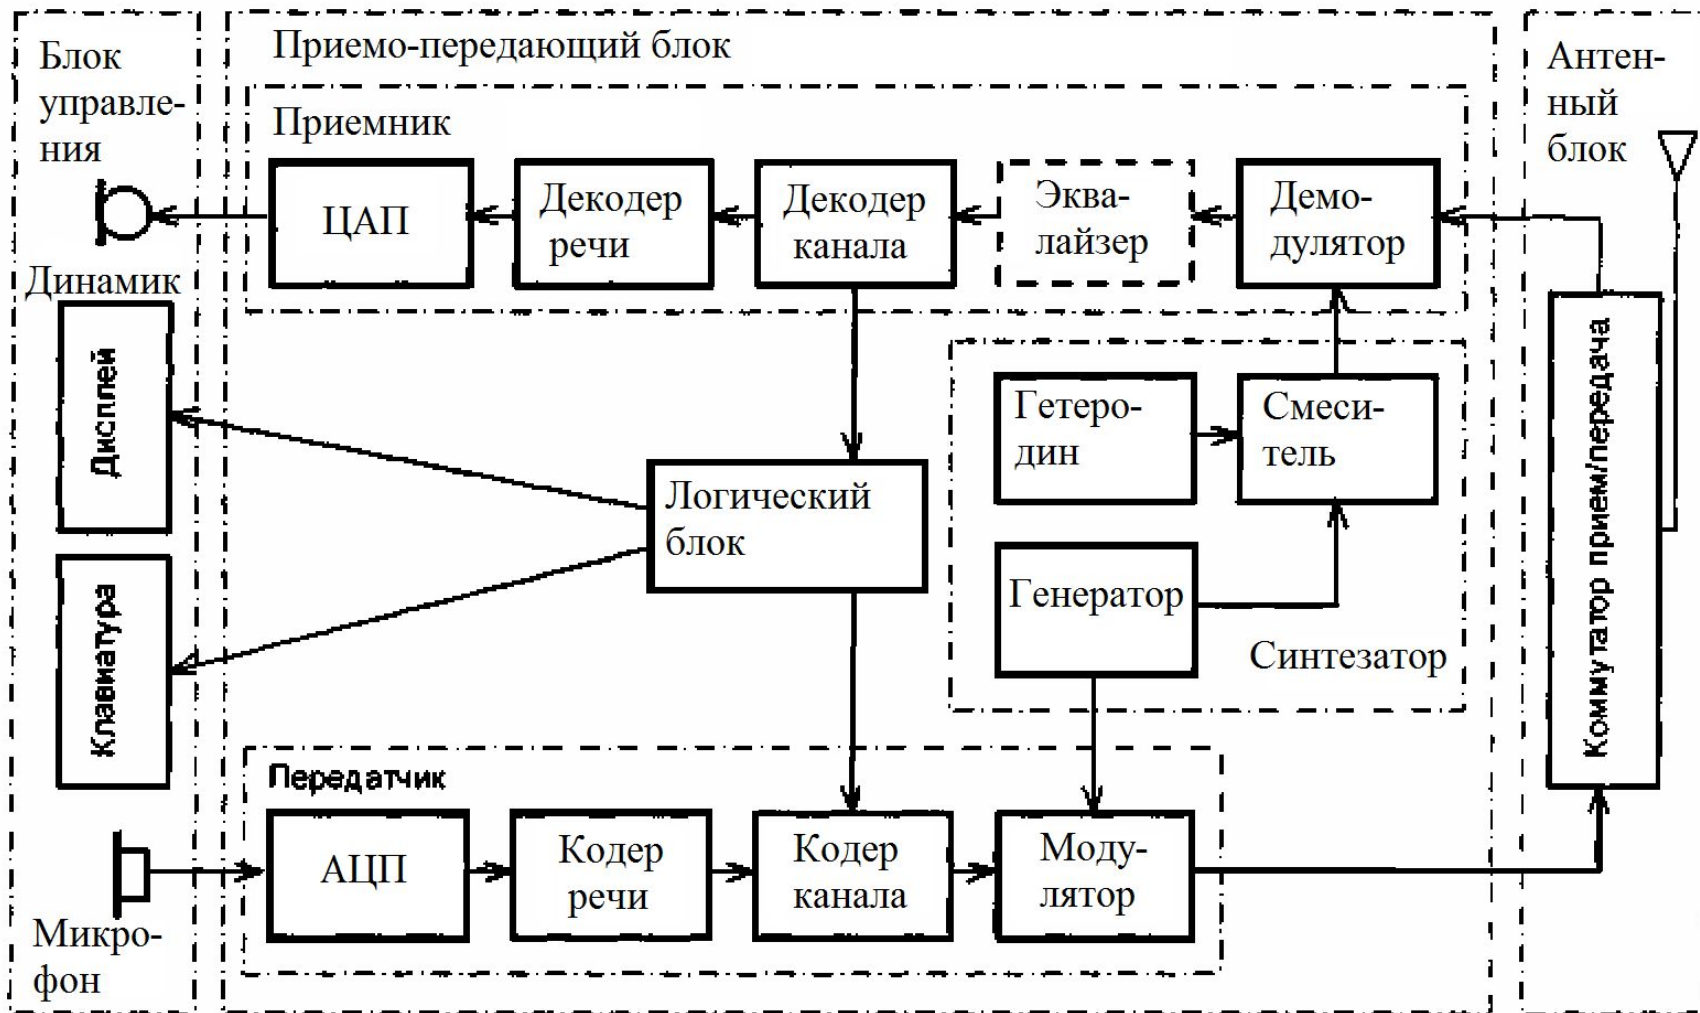 Блок
управле-
ния
Динамик
Дисплей
Клавиатура
Микро-
фон
Приемо-передающий блок
Приемник
ЦАП
Декодер
речи
Декодер
канала
Эква-
лайзер
Демо-
дулятор
Логический
блок
Гетеро-
дин
Смеси-
тель
Генератор
Синтезатор
Передатчик
АЦП
Кодер
речи
Кодер
канала
Моду-
лятор
Антен-
ный
блок
Коммутатор прием/передача